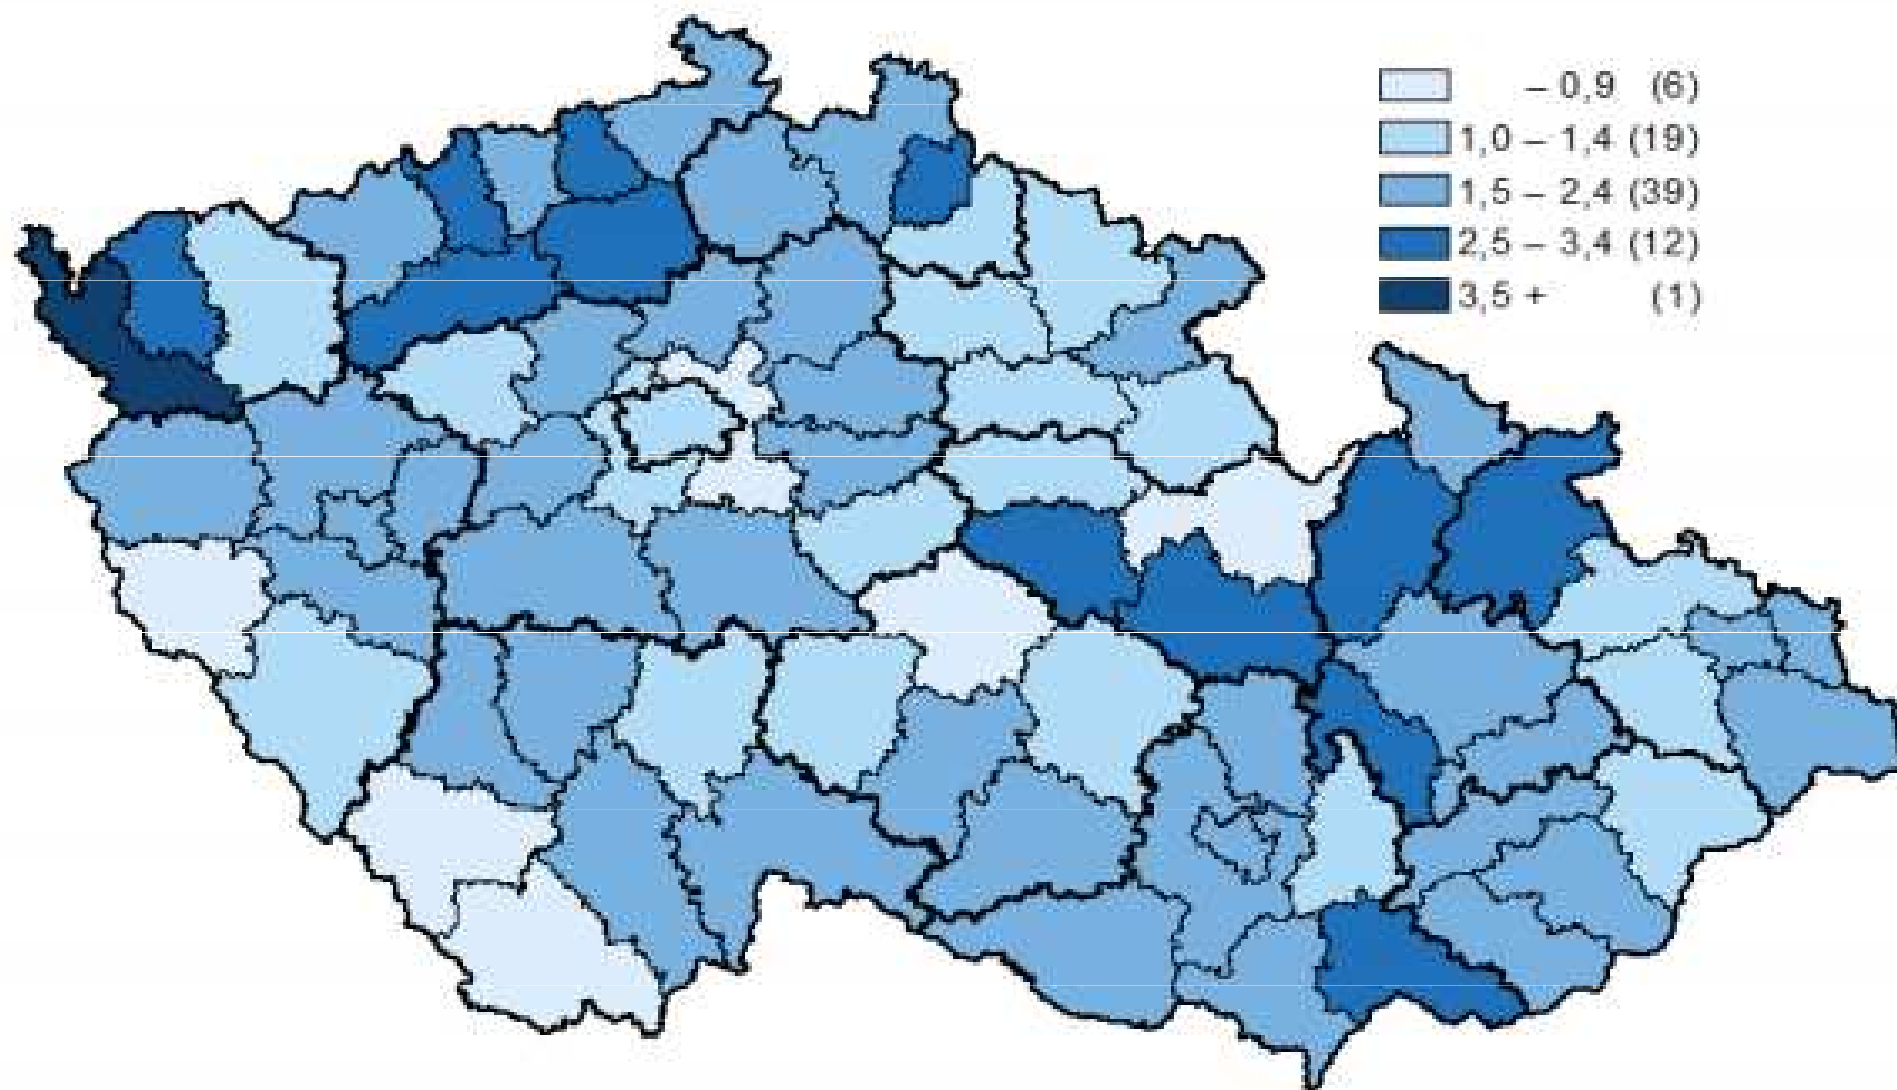 – 0,9 (6)
1,0 – 1,4 (19)
1,5 – 2,4 (39)
2,5 – 3,4 (12)
3,5 + (1)